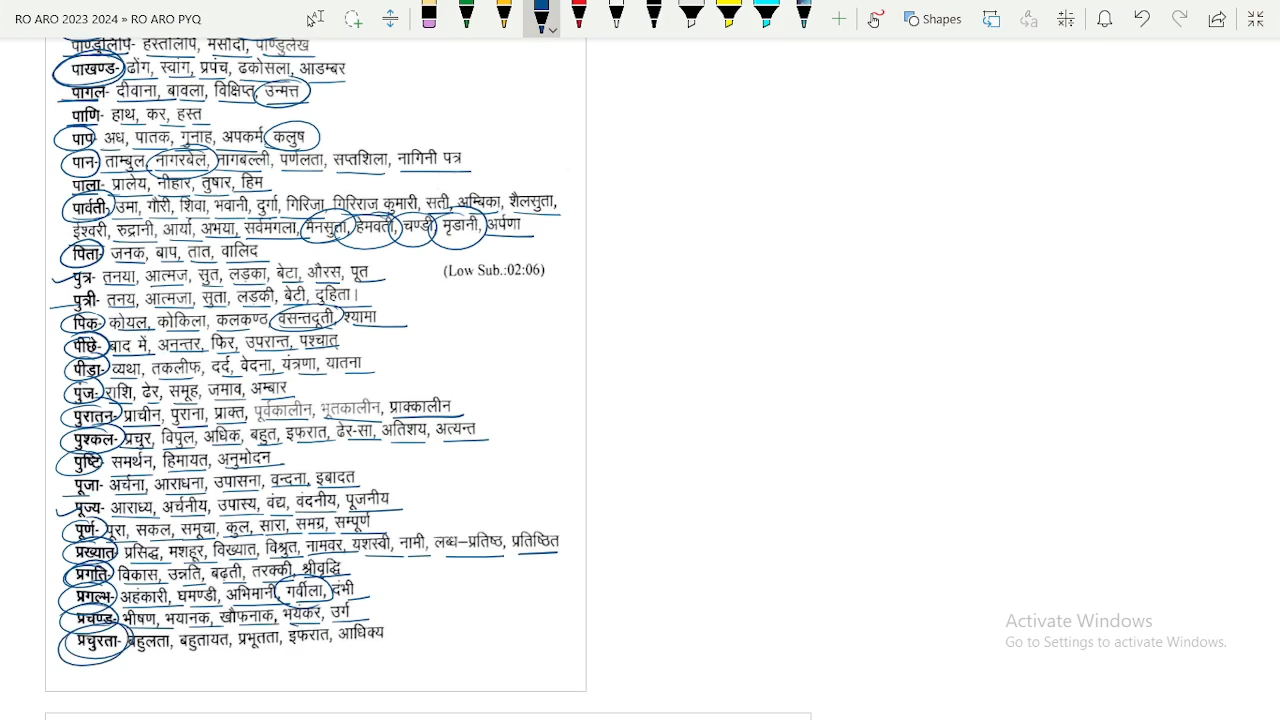 RO ARO 2023 2024 » RO ARO PYQ
Shapes
पाण्डुलिपि- हस्तलिपि, मसौदा, पाण्डुलेख
पाखण्ड- ढोंग, स्वांग, प्रपंच, ढकोसला, आडम्बर
पागल- दीवाना, बावला, विक्षिप्त, उन्मत्त
पाणि- हाथ, कर, हस्त
पाप- अध, पातक, गुनाह, अपकर्म, कलुष
पान- ताम्बुल, नागरबेल, नागबल्ली, पर्णलता, सप्तशिला, नागिनी पत्र
पाला- प्रालेय, नीहार, तुषार, हिम
पार्वती- उमा, गौरी, शिवा, भवानी, दुर्गा, गिरिजा, गिरिराज कुमारी, सती, अम्बिका, शैलसुता,
ईश्वरी, रुद्रानी, आर्या, अभया, सर्वमंगला, मैनसुता, हेमवती, चण्डी, मृडानी, अर्पणा
पिता- जनक, बाप, तात, वालिद
पुत्र- तनया, आत्मज, सुत, लड़का, बेटा, औरस, पूत (Low Sub.:02:06)
पुत्री- तनय, आत्मजा, सुता, लड़की, बेटी, दुहिता।
पिक- कोयल, कोकिला, कलकण्ठ, वसन्तदूती, श्यामा
पीछे- बाद में, अनन्तर, फिर, उपरान्त, पश्चात्
पीड़ा- व्यथा, तकलीफ, दर्द, वेदना, यंत्रणा, यातना
पुंज- राशि, ढेर, समूह, जमाव, अम्बार
पुरातन- प्राचीन, पुराना, प्राक्त, पूर्वकालीन, भूतकालीन, प्राक्कालीन
पुश्कल- प्रचुर, विपुल, अधिक, बहुत, इफरात, ढेर-सा, अतिशय, अत्यन्त
पुष्टि- समर्थन, हिमायत, अनुमोदन
पूजा- अर्चना, आराधना, उपासना, वन्दना, इबादत
पूज्य- आराध्य, अर्चनीय, उपास्य, वंद्य, वंदनीय, पूजनीय
पूर्ण- पूरा, सकल, समूचा, कुल, सारा, समग्र, सम्पूर्ण
प्रख्यात- प्रसिद्ध, मशहूर, विख्यात, विश्रुत, नामवर, यशस्वी, नामी, लब्ध–प्रतिष्ठ, प्रतिष्ठित
प्रगति- विकास, उन्नति, बढ़ती, तरक्की, श्रीवृद्धि
प्रगल्भ- अहंकारी, घमण्डी, अभिमानी, गर्वीला, दंभी
प्रचण्ड- भीषण, भयानक, खौफनाक, भयंकर, उर्ग
प्रचुरता- बहुलता, बहुतायत, प्रभूतता, इफरात, आधिक्य
Activate Windows
Go to Settings to activate Windows.